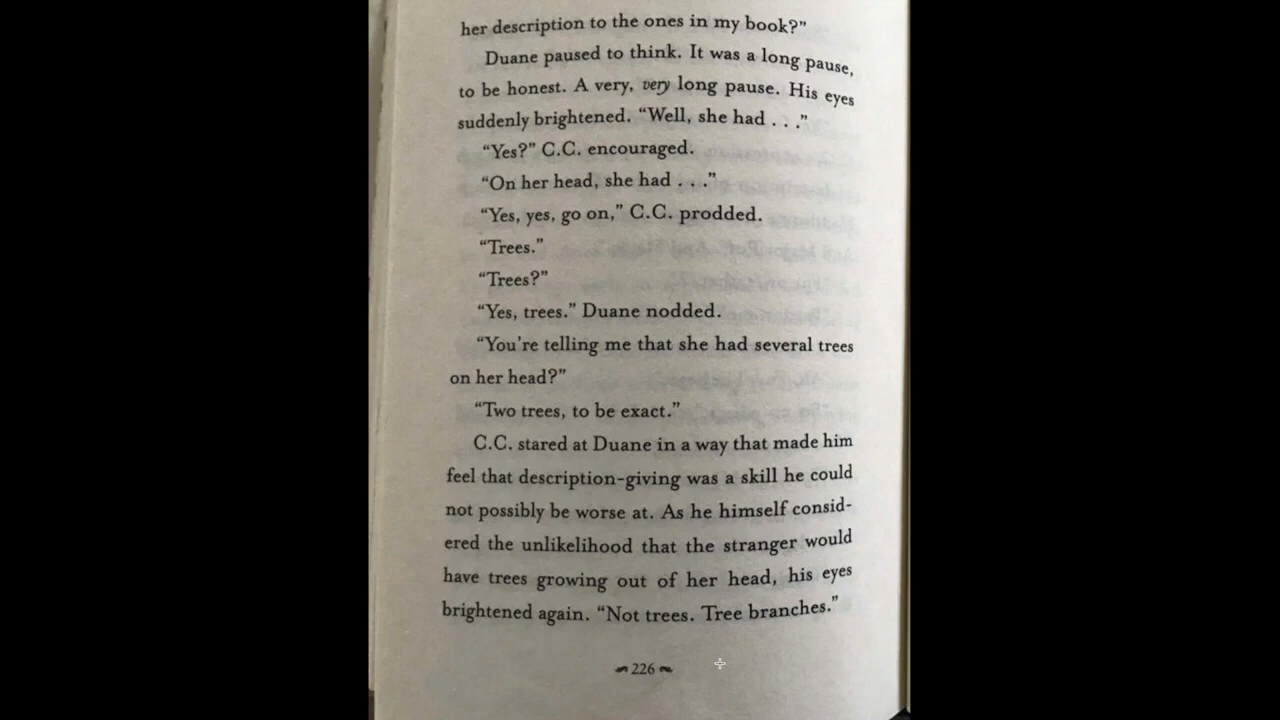 her description to the ones in my book?”
Duane paused to think. It was a long pause,
to be honest. A very, very long pause. His eyes
suddenly brightened. “Well, she had . . .”
“Yes?” C.C. encouraged.
“On her head, she had . . .”
“Yes, yes, go on,” C.C. prodded.
“Trees.”
“Trees?”
“Yes, trees.” Duane nodded.
“You’re telling me that she had several trees
on her head?”
“Two trees, to be exact.”
C.C. stared at Duane in a way that made him
feel that description-giving was a skill he could
not possibly be worse at. As he himself consid-
ered the unlikelihood that the stranger would
have trees growing out of her head, his eyes
brightened again. “Not trees. Tree branches.”
226